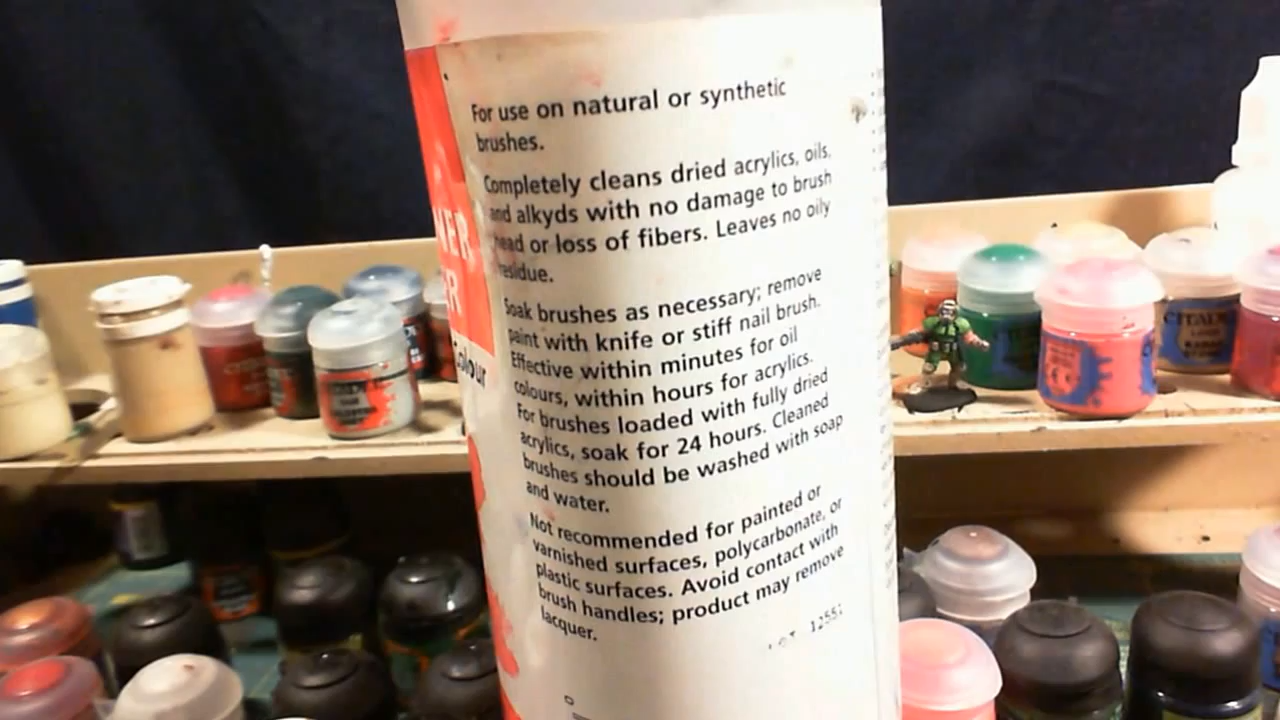 For use on natural or synthetic
brushes.
Completely cleans dried acrylics, oils,
and alkyds with no damage to brush
head or loss of fibers. Leaves no oily
residue.
Soak brushes as necessary; remove
paint with knife or stiff nail brush.
Effective within minutes for oil
colours, within hours for acrylics.
For brushes loaded with fully dried
acrylics, soak for 24 hours. Cleaned
brushes should be washed with soap
and water.
Not recommended for painted or
varnished surfaces, polycarbonate, or
plastic surfaces. Avoid contact with
brush handles; product may remove
lacquer.
Colour
CITADEL